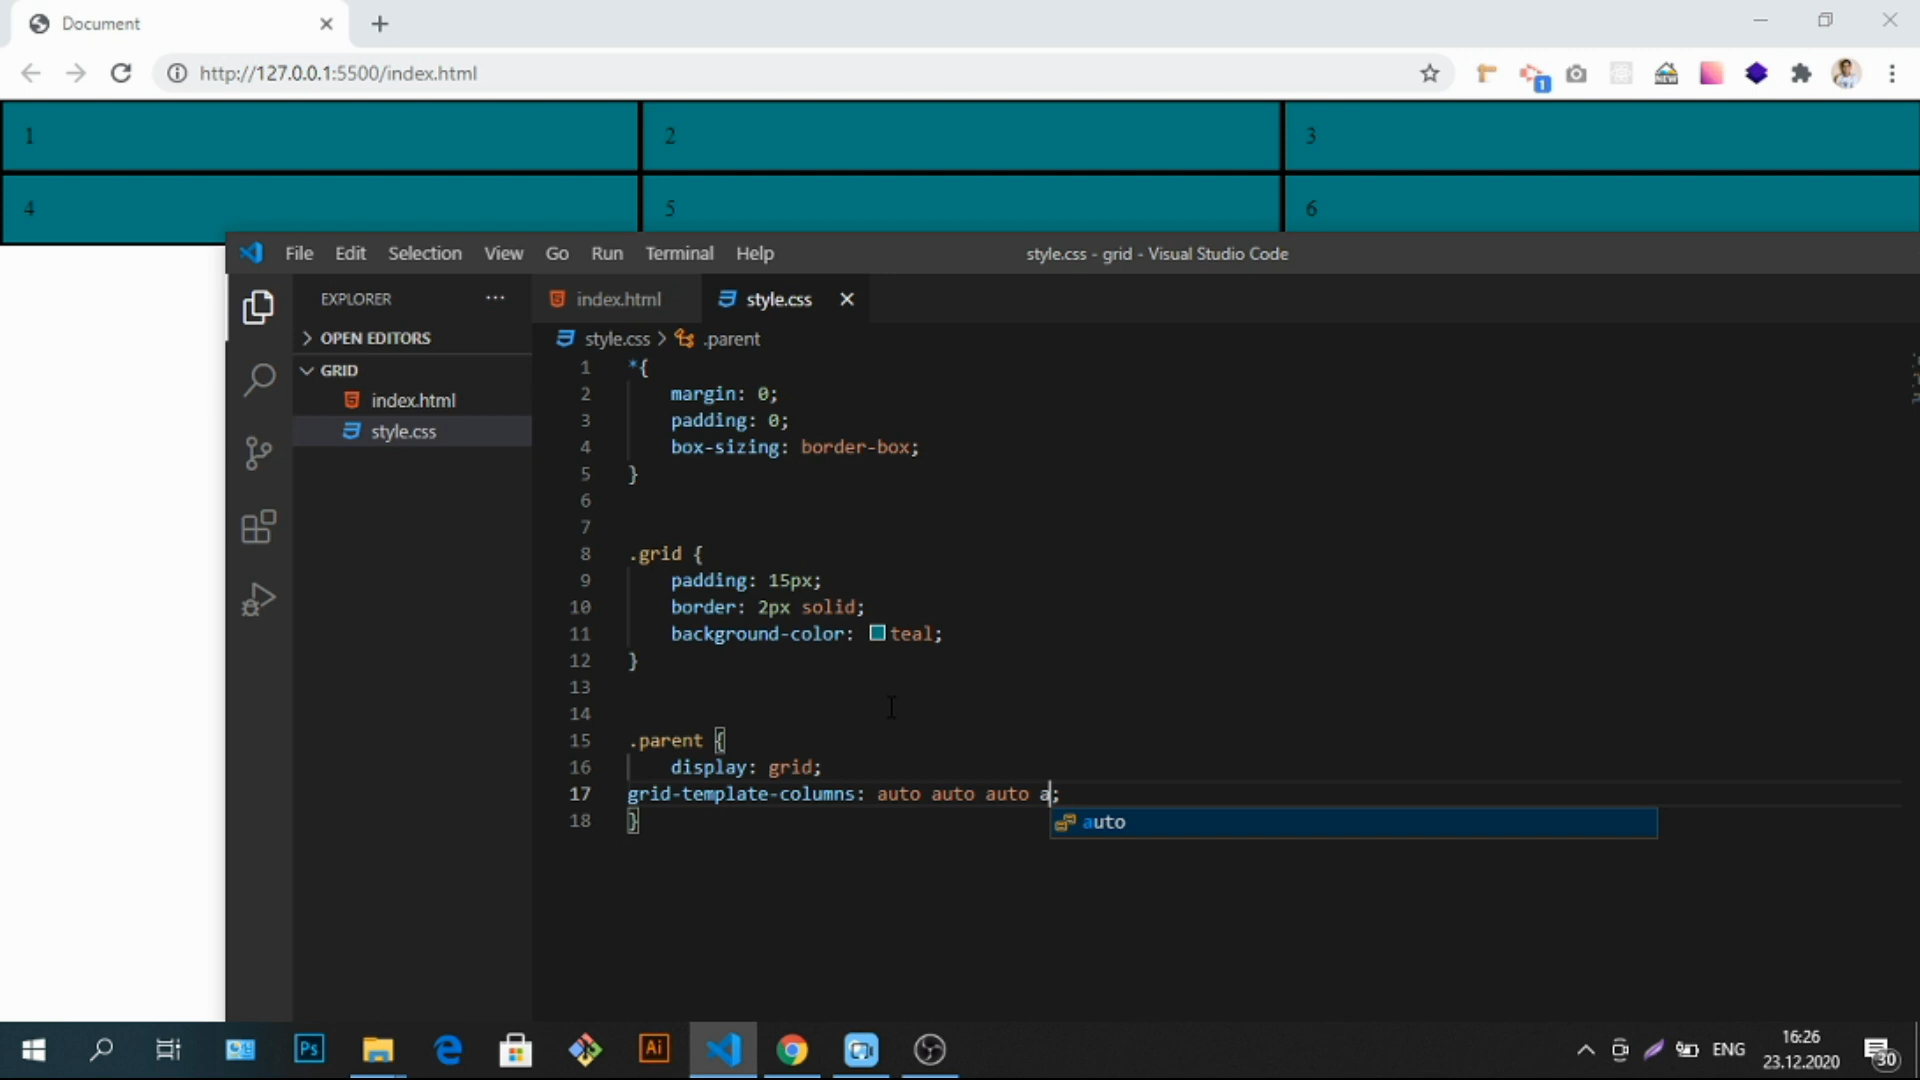 Document
http://127.0.0.1:5500/index.html
1
NEW
1 2 3
4 5 6
File Edit Selection View Go Run Terminal Help style.css - grid - Visual Studio Code
EXPLORER ··· index.html style.css
OPEN EDITORS style.css > .parent
GRID
index.html
style.css
1 *{
2 margin: 0;
3 padding: 0;
4 box-sizing: border-box;
5 }
6
7
8 .grid {
9 padding: 15px;
10 border: 2px solid;
11 background-color: teal;
12 }
13
14
15 .parent {
16 display: grid;
17 grid-template-columns: auto auto auto a;
18 }
auto
Ps Ai ENG 16:26
23.12.2020
30